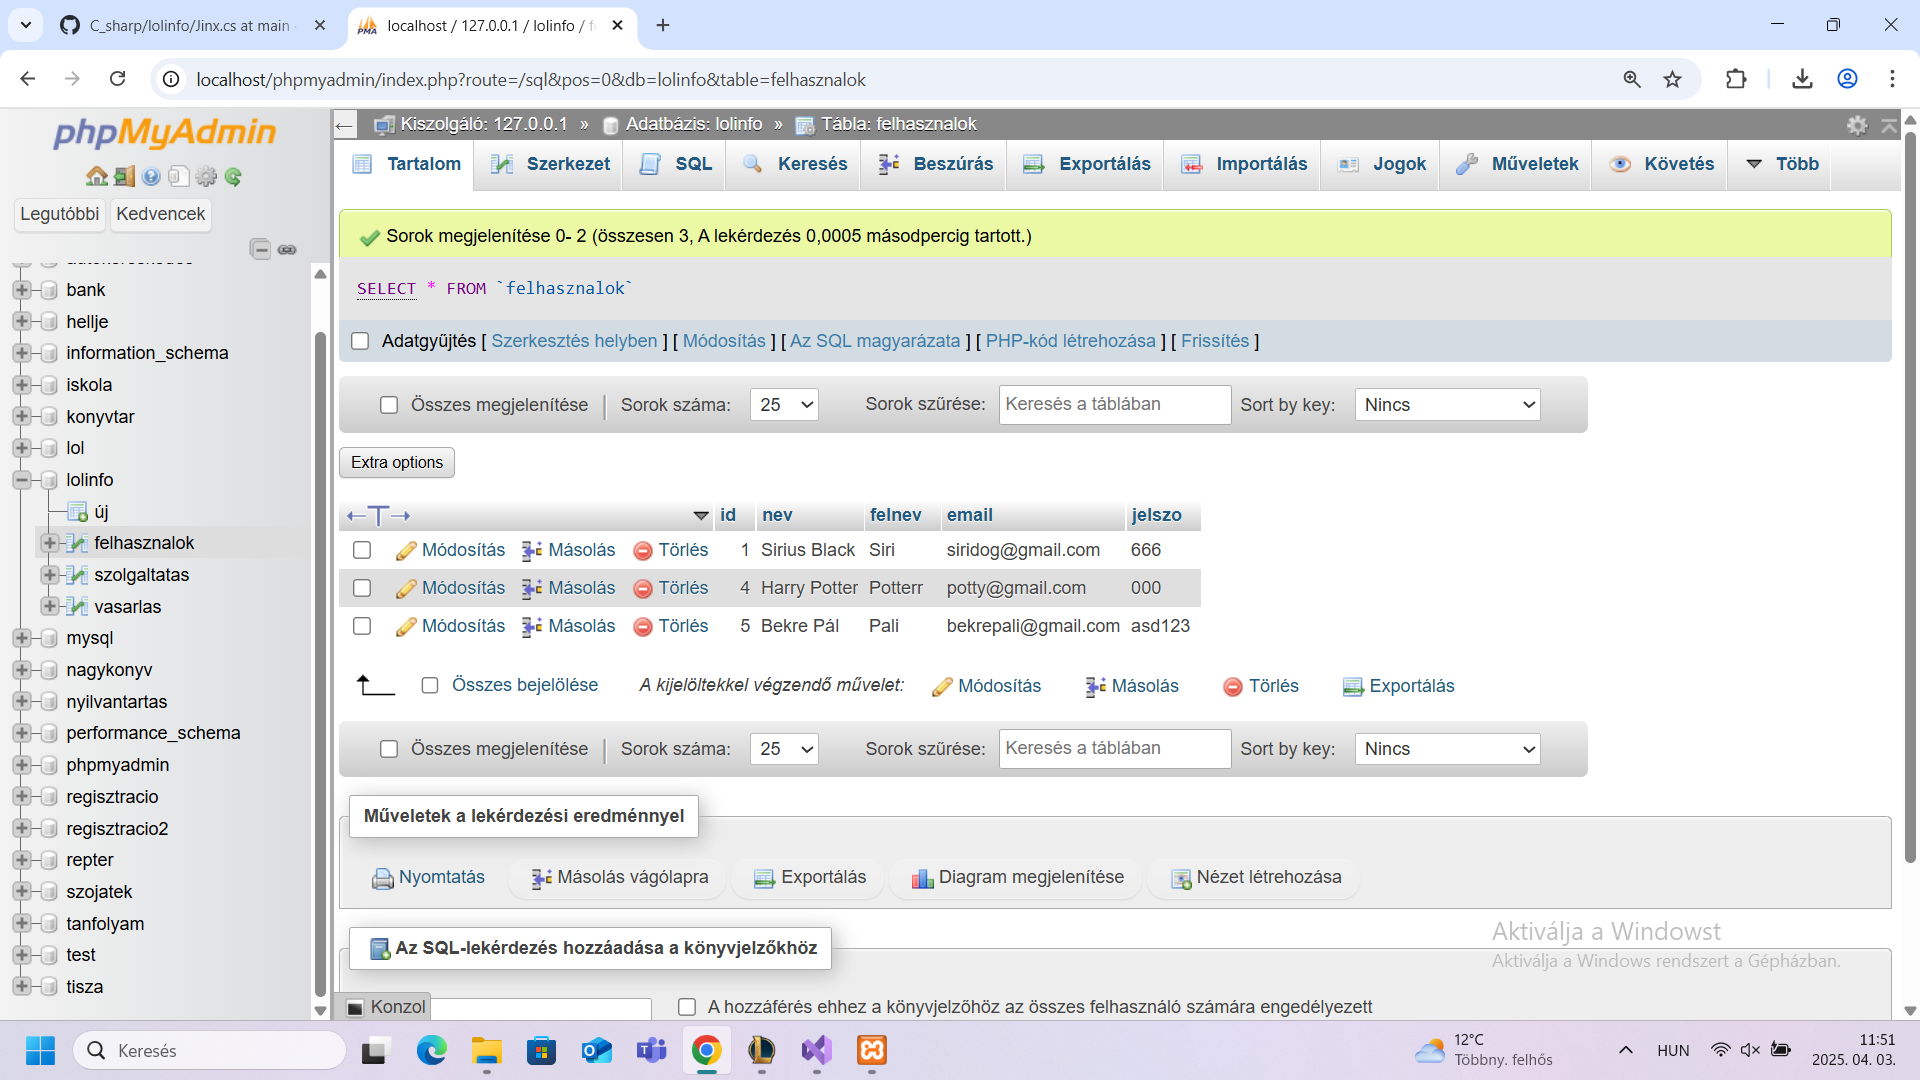 C_sharp/lolinfo/Jinx.cs at main
localhost / 127.0.0.1 / lolinfo / f
localhost/phpmyadmin/index.php?route=/sql&pos=0&db=lolinfo&table=felhasznalok
phpMyAdmin
Legutóbbi
Kedvencek
bank
hellje
information_schema
iskola
konyvtar
lol
lolinfo
új
felhasznalok
szolgaltatas
vasarlas
mysql
nagykonyv
nyilvantartas
performance_schema
phpmyadmin
regisztracio
regisztracio2
repter
szojatek
tanfolyam
test
tisza
Kiszolgáló: 127.0.0.1 » Adatbázis: lolinfo » Tábla: felhasznalok
Tartalom Szerkezet SQL Keresés Beszúrás Exportálás Importálás Jogok Műveletek Követés Több
Sorok megjelenítése 0- 2 (összesen 3, A lekérdezés 0,0005 másodpercig tartott.)
SELECT * FROM `felhasznalok`
Adatgyűjtés [ Szerkesztés helyben ] [ Módosítás ] [ Az SQL magyarázata ] [ PHP-kód létrehozása ] [ Frissítés ]
Összes megjelenítése Sorok száma: 25 Sorok szűrése: Keresés a táblában Sort by key: Nincs
Extra options
id nev felnev email jelszo
Módosítás Másolás Törlés 1 Sirius Black Siri siridog@gmail.com 666
Módosítás Másolás Törlés 4 Harry Potter Potterr potty@gmail.com 000
Módosítás Másolás Törlés 5 Bekre Pál Pali bekrepali@gmail.com asd123
Összes bejelölése A kijelöltekkel végzendő művelet: Módosítás Másolás Törlés Exportálás
Összes megjelenítése Sorok száma: 25 Sorok szűrése: Keresés a táblában Sort by key: Nincs
Műveletek a lekérdezési eredménnyel
Nyomtatás Másolás vágólapra Exportálás Diagram megjelenítése Nézet létrehozása
Az SQL-lekérdezés hozzáadása a könyvjelzőkhöz
Konzol
A hozzáférés ehhez a könyvjelzőhöz az összes felhasználó számára engedélyezett
Aktiválja a Windowst
Aktiválja a Windows rendszert a Gépházban.
Keresés
12°C
Többny. felhős
HUN
11:51
2025. 04. 03.